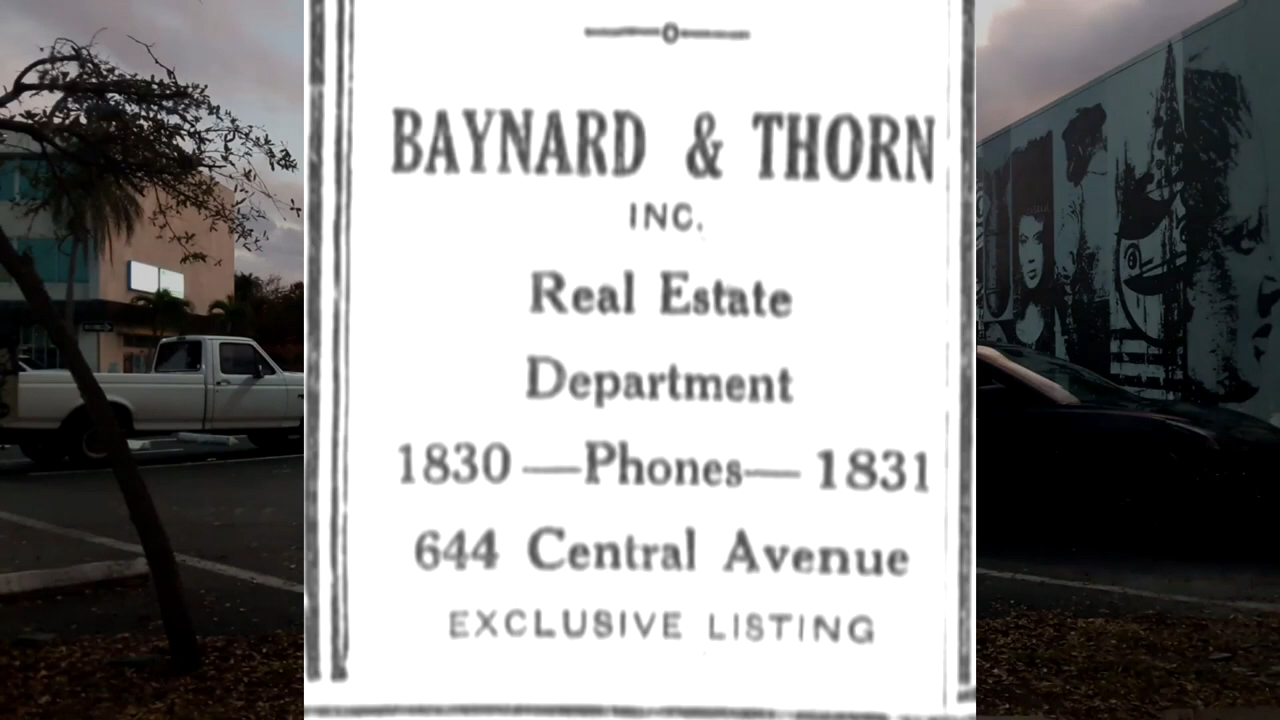 BAYNARD & THORN
INC.
Real Estate
Department
1830 —Phones— 1831
644 Central Avenue
EXCLUSIVE LISTING